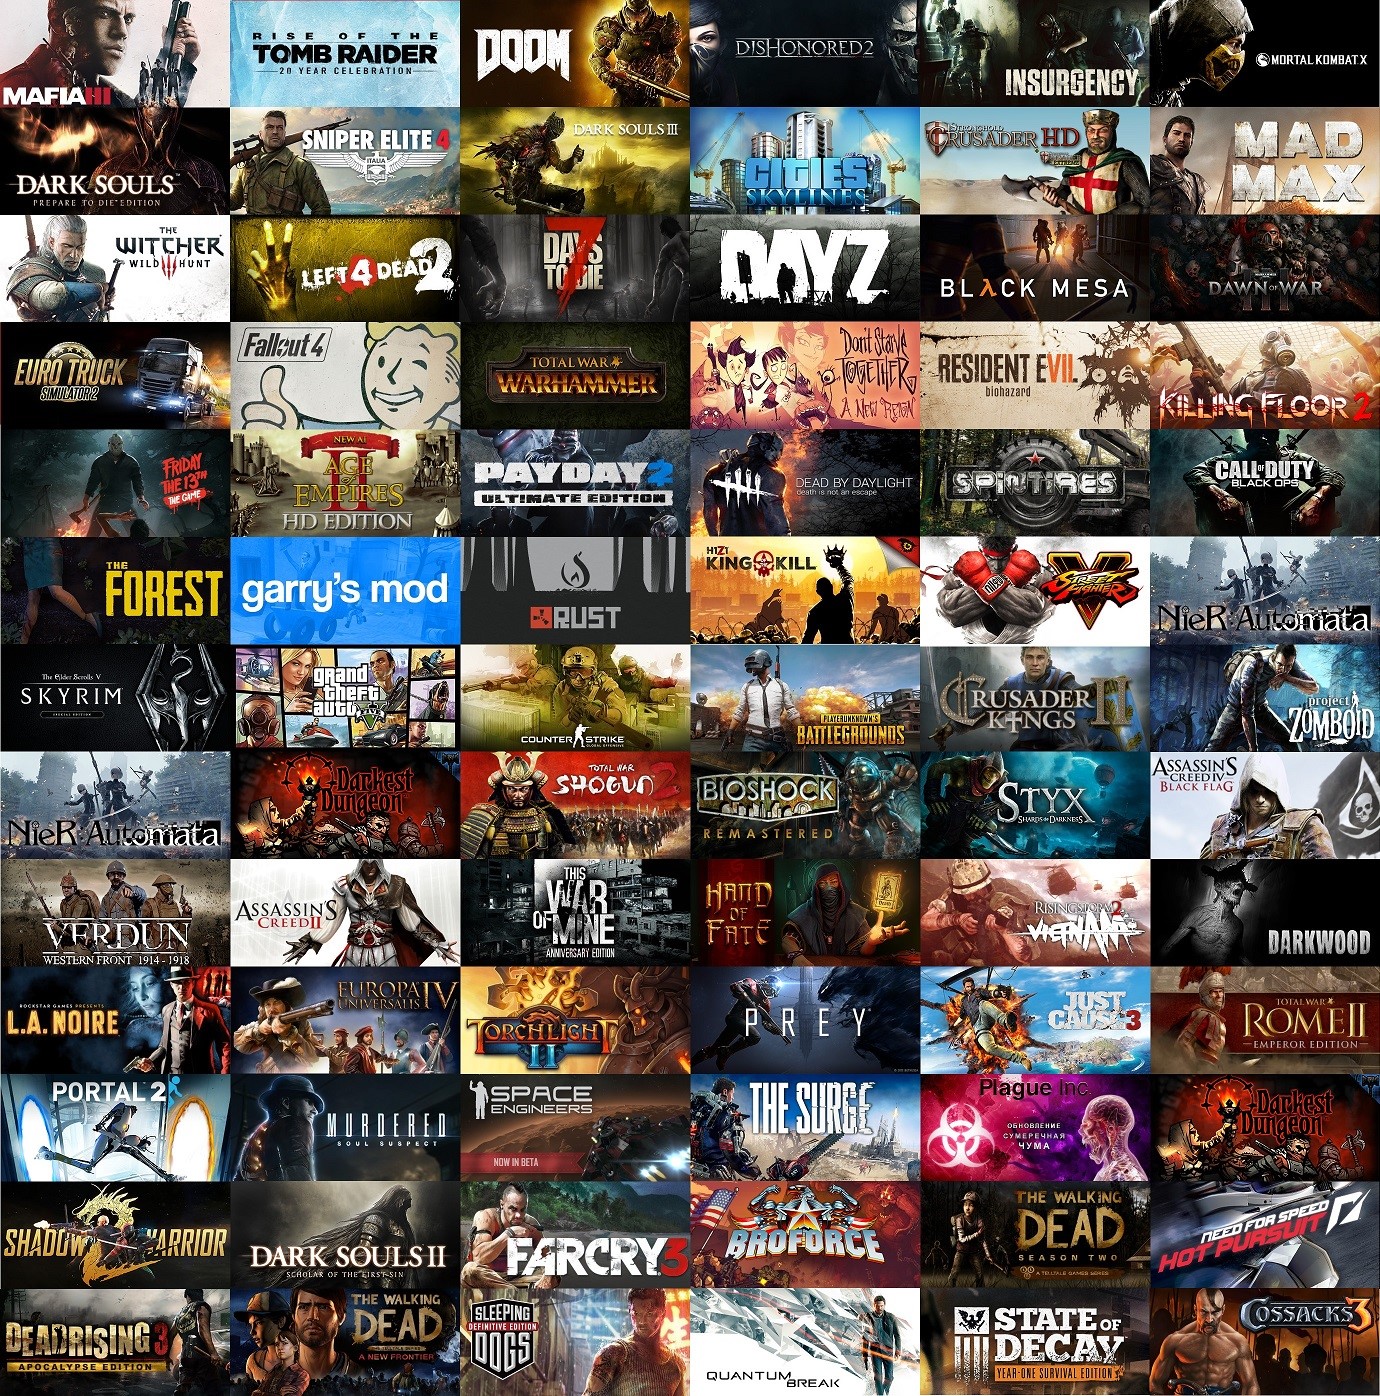 MAFIA III
RISE OF THE
TOMB RAIDER
20 YEAR CELEBRATION
DOOM
DISHONORED 2
INSURGENCY
MORTAL KOMBAT X
DARK SOULS
PREPARE TO DIE EDITION
SNIPER ELITE 4
ITALIA
DARK SOULS III
CITIES
SKYLINES
STRONGHOLD
CRUSADER HD
MAD
MAX
THE
WITCHER
WILD HUNT
LEFT 4 DEAD 2
7
DAYS
TO DIE
DAYZ
BLλCK MESA
DAWN OF WAR
III
EURO TRUCK
SIMULATOR 2
Fallout 4
TOTAL WAR
WARHAMMER
Don't Starve
TOGETHER
A NEW REIGN
RESIDENT EVII.
biohazard
KILLING FLOOR 2
FRIDAY
THE 13TH
THE GAME
NEW AI
II
AGE
of
EMPIRES
HD EDITION
PAYDAY 2
ULTIMATE EDITION
DEAD BY DAYLIGHT
death is not an escape
SPINTIRES
CALL OF DUTY
BLACK OPS
THE
FOREST
garry's mod
RUST
H1Z1
KING OF THE KILL
STREET
FIGHTER
V
NieR:Automata
The Elder Scrolls V
SKYRIM
SPECIAL EDITION
grand
theft
auto V
COUNTER STRIKE
GLOBAL OFFENSIVE
PLAYERUNKNOWN'S
BATTLEGROUNDS
CRUSADER
KINGS II
project
ZOMBOID
NieR:Automata
Darkest
Dungeon
TOTAL WAR
SHOGUN 2
BIOSHOCK
REMASTERED
STYX
SHARDS OF DARKNESS
ASSASSIN'S
CREED IV
BLACK FLAG
VERDUN
WESTERN FRONT 1914 - 1918
ASSASSIN'S
CREED II
THIS
WAR
OF MINE
ANNIVERSARY EDITION
HAND
OF
FATE
RISING STORM 2
VIETNAM
DARKWOOD
ROCKSTAR GAMES PRESENTS
L.A. NOIRE
EUROPA
UNIVERSALIS IV
TORCHLIGHT
II
PREY
JUST
CAUSE 3
TOTAL WAR
ROME II
EMPEROR EDITION
PORTAL 2
MURDERED
SOUL SUSPECT
SPACE
ENGINEERS
NOW IN BETA
THE SURGE
Plague Inc.
ОБНОВЛЕНИЕ
СУМЕРЕЧНАЯ
ЧУМА
Darkest
Dungeon
SHADOW WARRIOR
2
DARK SOULS II
SCHOLAR OF THE FIRST SIN
FARCRY 3
BROFORCE
THE WALKING
DEAD
SEASON TWO
A TELLTALE GAMES SERIES
NEED FOR SPEED
HOT PURSUIT
DEADRISING 3
APOCALYPSE EDITION
THE WALKING
DEAD
A NEW FRONTIER
SLEEPING
DEFINITIVE EDITION
DOGS
QUANTUM BREAK
STATE OF
DECAY
YEAR-ONE SURVIVAL EDITION
COSSACKS 3